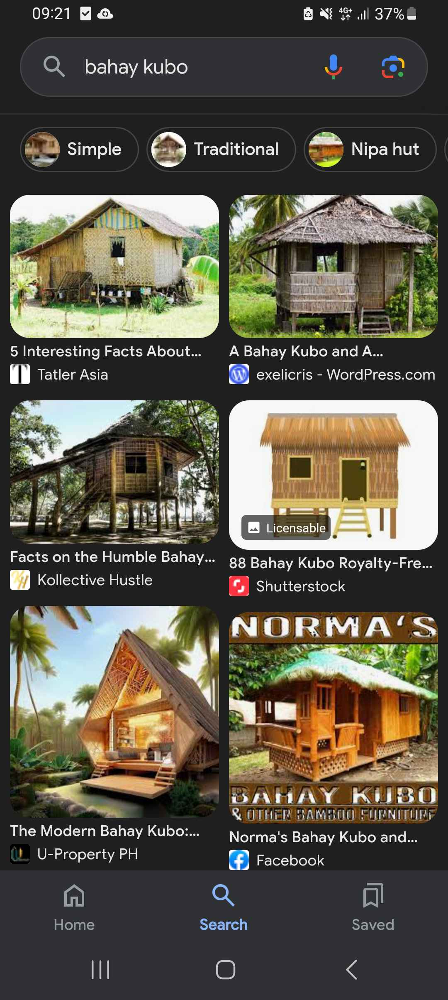 09:21
4G+
37%
bahay kubo
Simple
Traditional
Nipa hut
5 Interesting Facts About...
Tatler Asia
A Bahay Kubo and A...
exelicris - WordPress.com
Facts on the Humble Bahay...
Kollective Hustle
Licensable
88 Bahay Kubo Royalty-Fre...
Shutterstock
The Modern Bahay Kubo:...
U-Property PH
NORMA'S
BAHAY KUBO
& OTHER BAMBOO FURNITURE
Norma's Bahay Kubo and...
Facebook
Home
Search
Saved